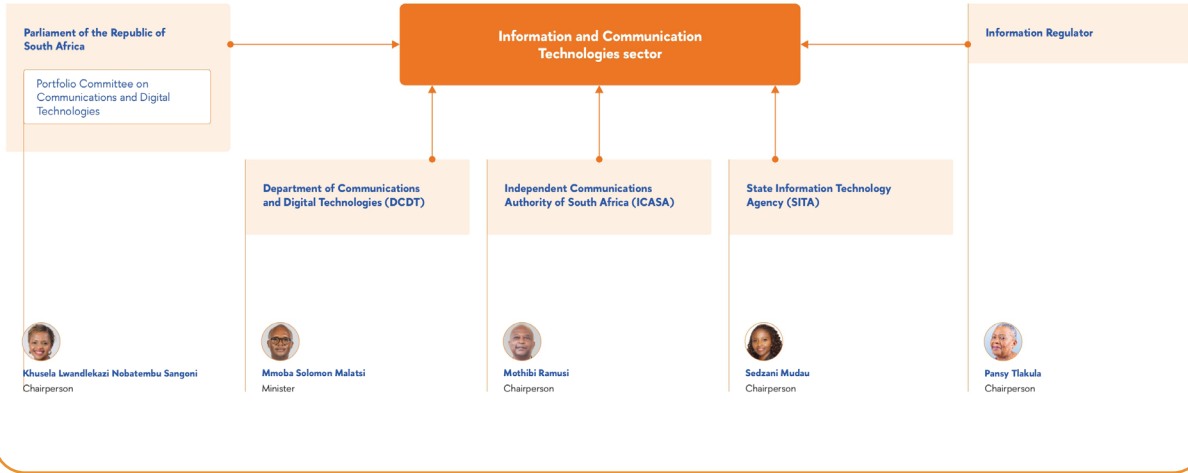 Parliament of the Republic of
South Africa
Portfolio Committee on
Communications and Digital
Technologies
Information and Communication
Technologies sector
Information Regulator
Department of Communications
and Digital Technologies (DCDT)
Independent Communications
Authority of South Africa (ICASA)
State Information Technology
Agency (SITA)
Khusela Lwandlekazi Nobatembu Sangoni
Chairperson
Mmoba Solomon Malatsi
Minister
Mothibi Ramusi
Chairperson
Sedzani Mudau
Chairperson
Pansy Tlakula
Chairperson